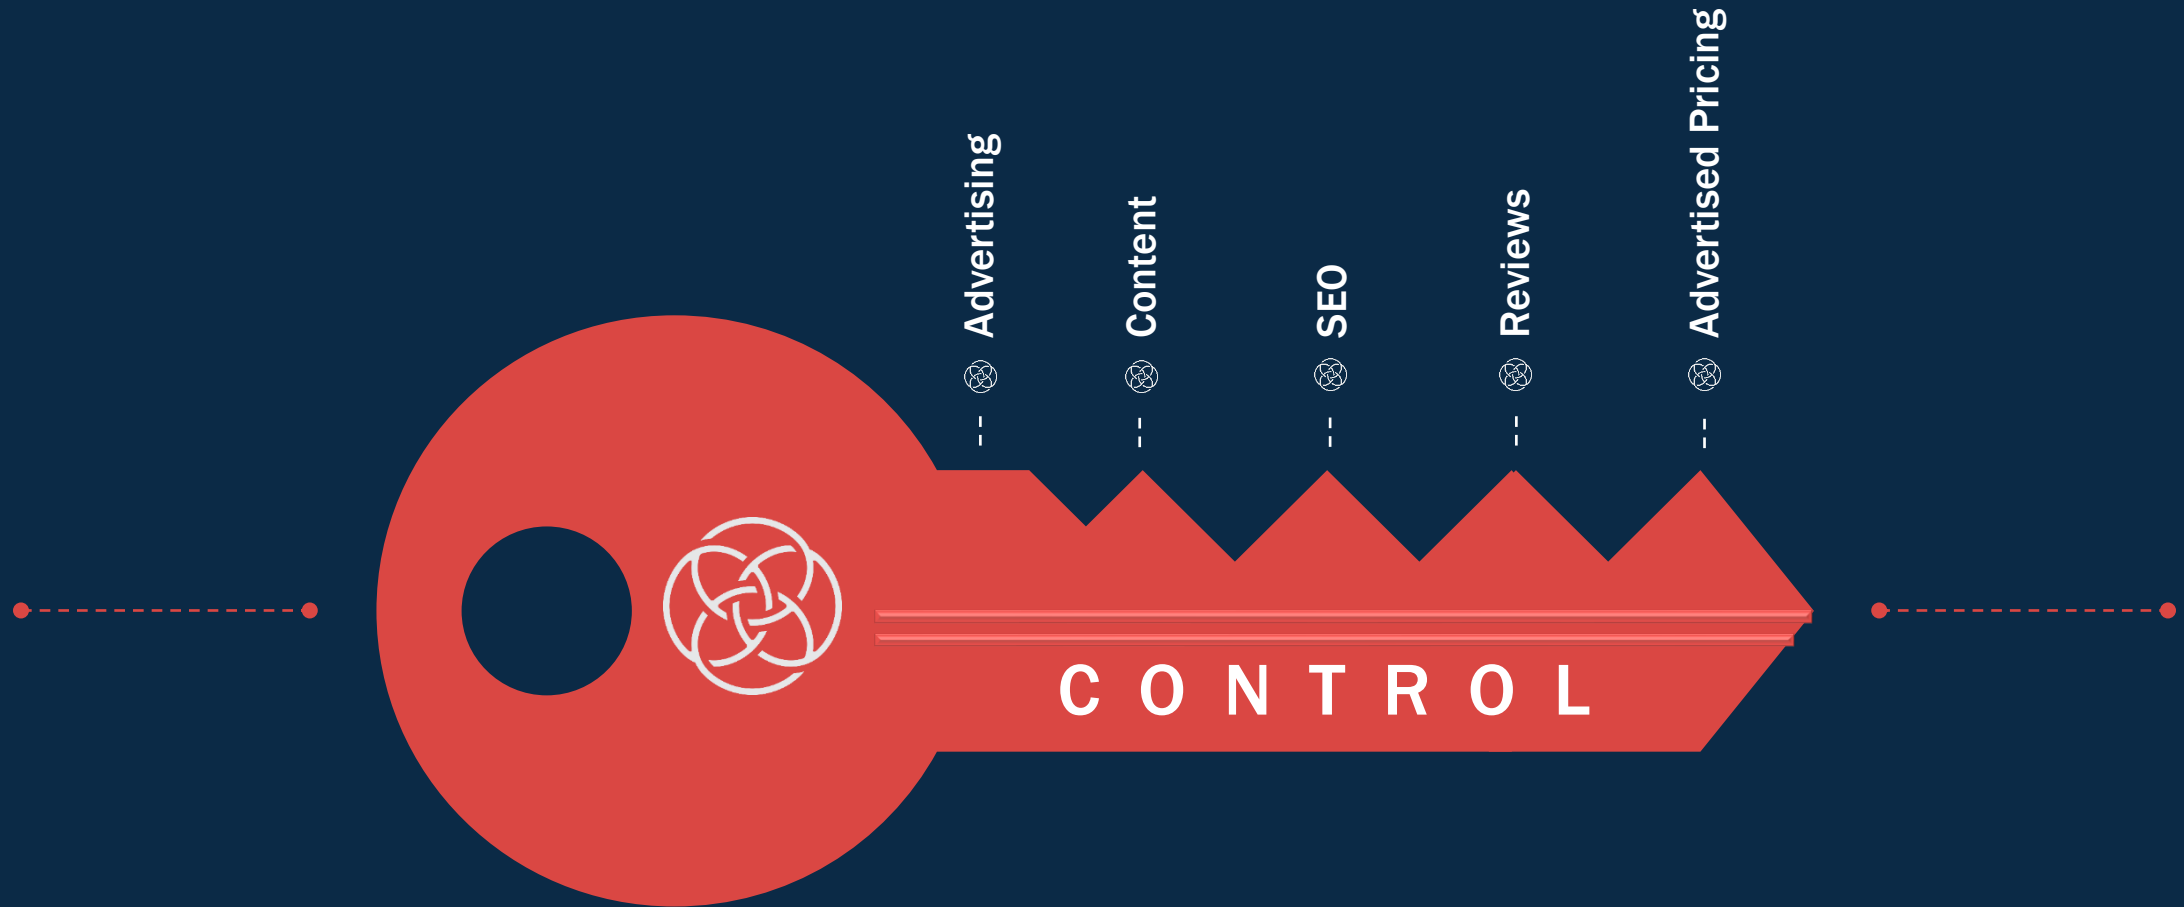 Advertising
Content
SEO
Reviews
Advertised Pricing
CONTROL